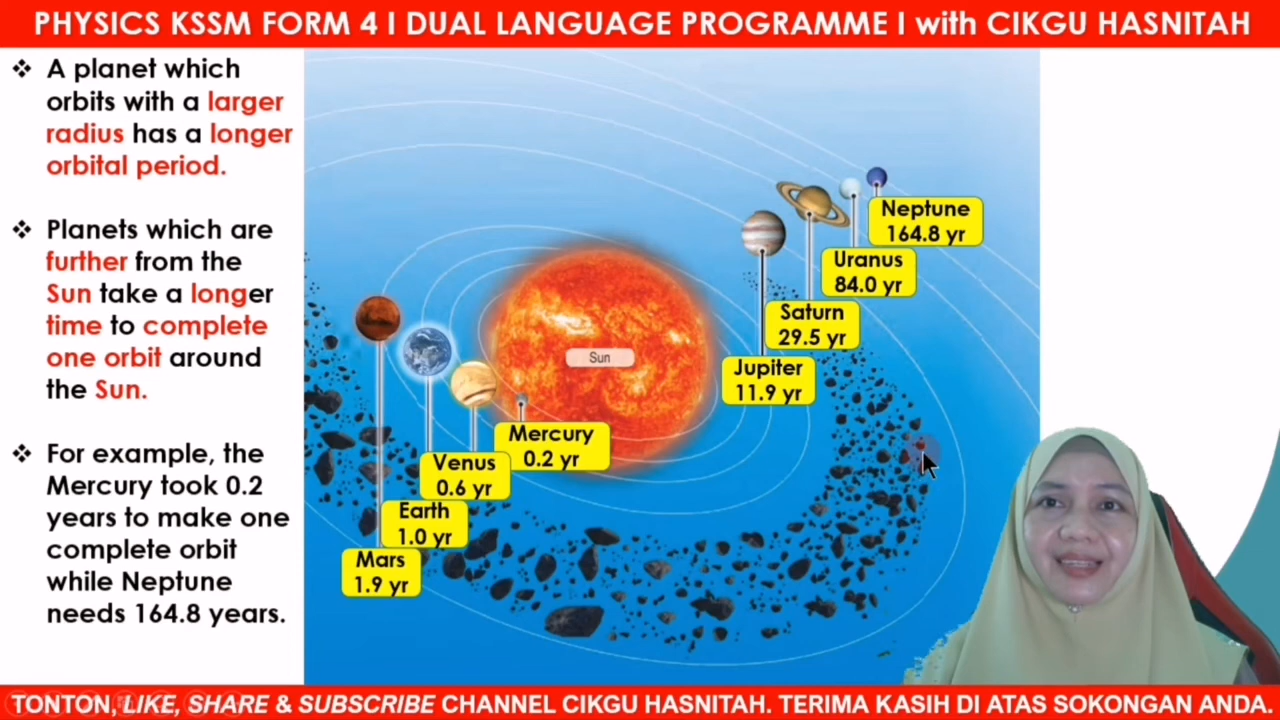 PHYSICS KSSM FORM 4 I DUAL LANGUAGE PROGRAMME I with CIKGU HASNITAH
❖ A planet which
orbits with a larger
radius has a longer
orbital period.
❖ Planets which are
further from the
Sun take a longer
time to complete
one orbit around
the Sun.
❖ For example, the
Mercury took 0.2
years to make one
complete orbit
while Neptune
needs 164.8 years.
Neptune
164.8 yr
Uranus
84.0 yr
Saturn
29.5 yr
Jupiter
11.9 yr
Sun
Mercury
0.2 yr
Venus
0.6 yr
Earth
1.0 yr
Mars
1.9 yr
TONTON, LIKE, SHARE & SUBSCRIBE CHANNEL CIKGU HASNITAH. TERIMA KASIH DI ATAS SOKONGAN ANDA.